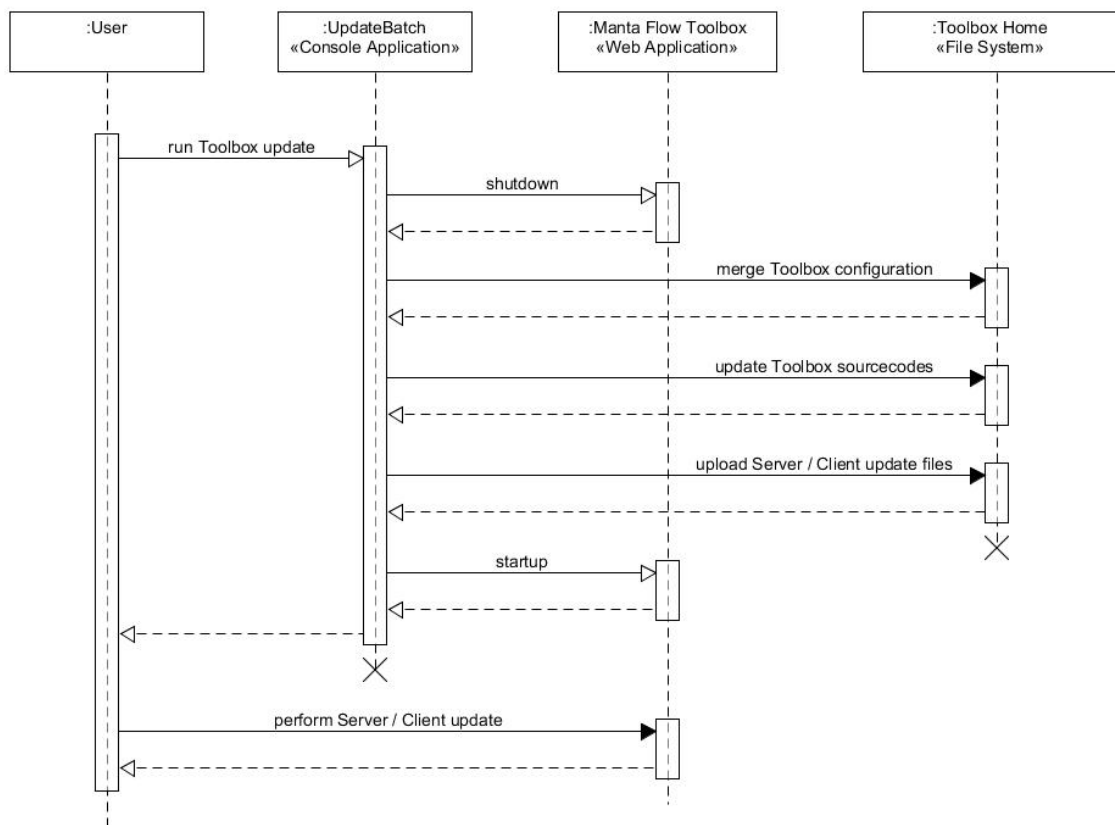 :User
:UpdateBatch
«Console Application»
:Manta Flow Toolbox
«Web Application»
:Toolbox Home
«File System»
run Toolbox update
shutdown
merge Toolbox configuration
update Toolbox sourcecodes
upload Server / Client update files
startup
perform Server / Client update